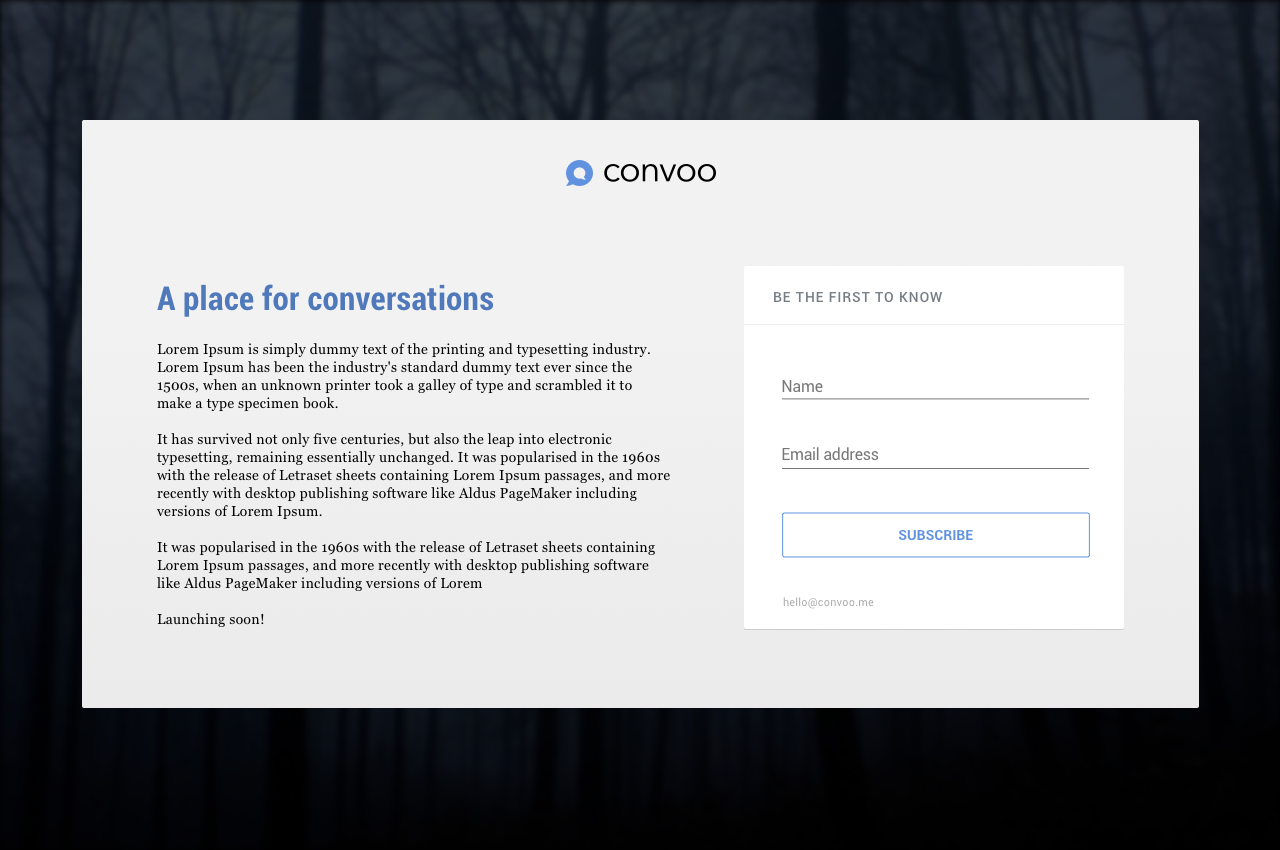 convoo
A place for conversations
Lorem Ipsum is simply dummy text of the printing and typesetting industry.
Lorem Ipsum has been the industry's standard dummy text ever since the
1500s, when an unknown printer took a galley of type and scrambled it to
make a type specimen book.
It has survived not only five centuries, but also the leap into electronic
typesetting, remaining essentially unchanged. It was popularised in the 1960s
with the release of Letraset sheets containing Lorem Ipsum passages, and more
recently with desktop publishing software like Aldus PageMaker including
versions of Lorem Ipsum.
It was popularised in the 1960s with the release of Letraset sheets containing
Lorem Ipsum passages, and more recently with desktop publishing software
like Aldus PageMaker including versions of Lorem
Launching soon!
BE THE FIRST TO KNOW
Name
Email address
SUBSCRIBE
hello@convoo.me